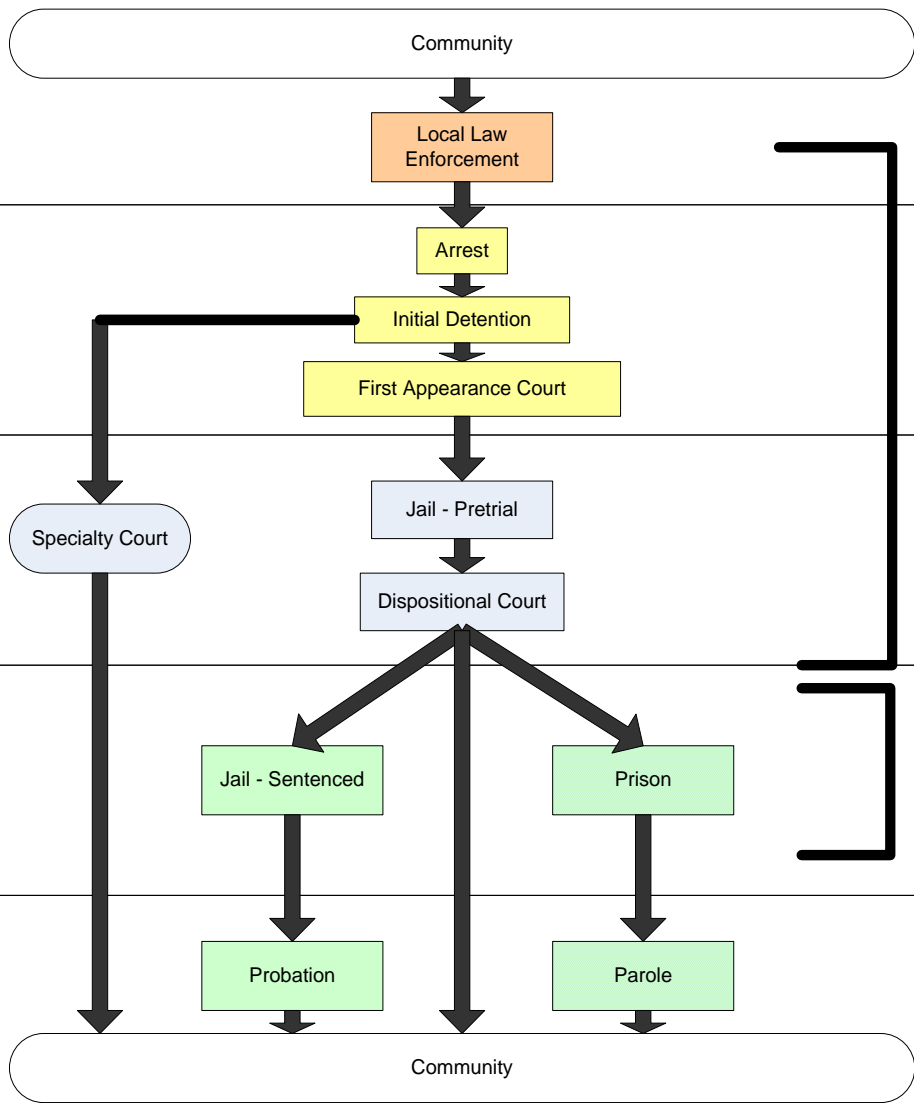 Community
Local Law
Enforcement
Arrest
Initial Detention
First Appearance Court
Specialty Court
Jail - Pretrial
Dispositional Court
Jail - Sentenced
Prison
Probation
Parole
Community